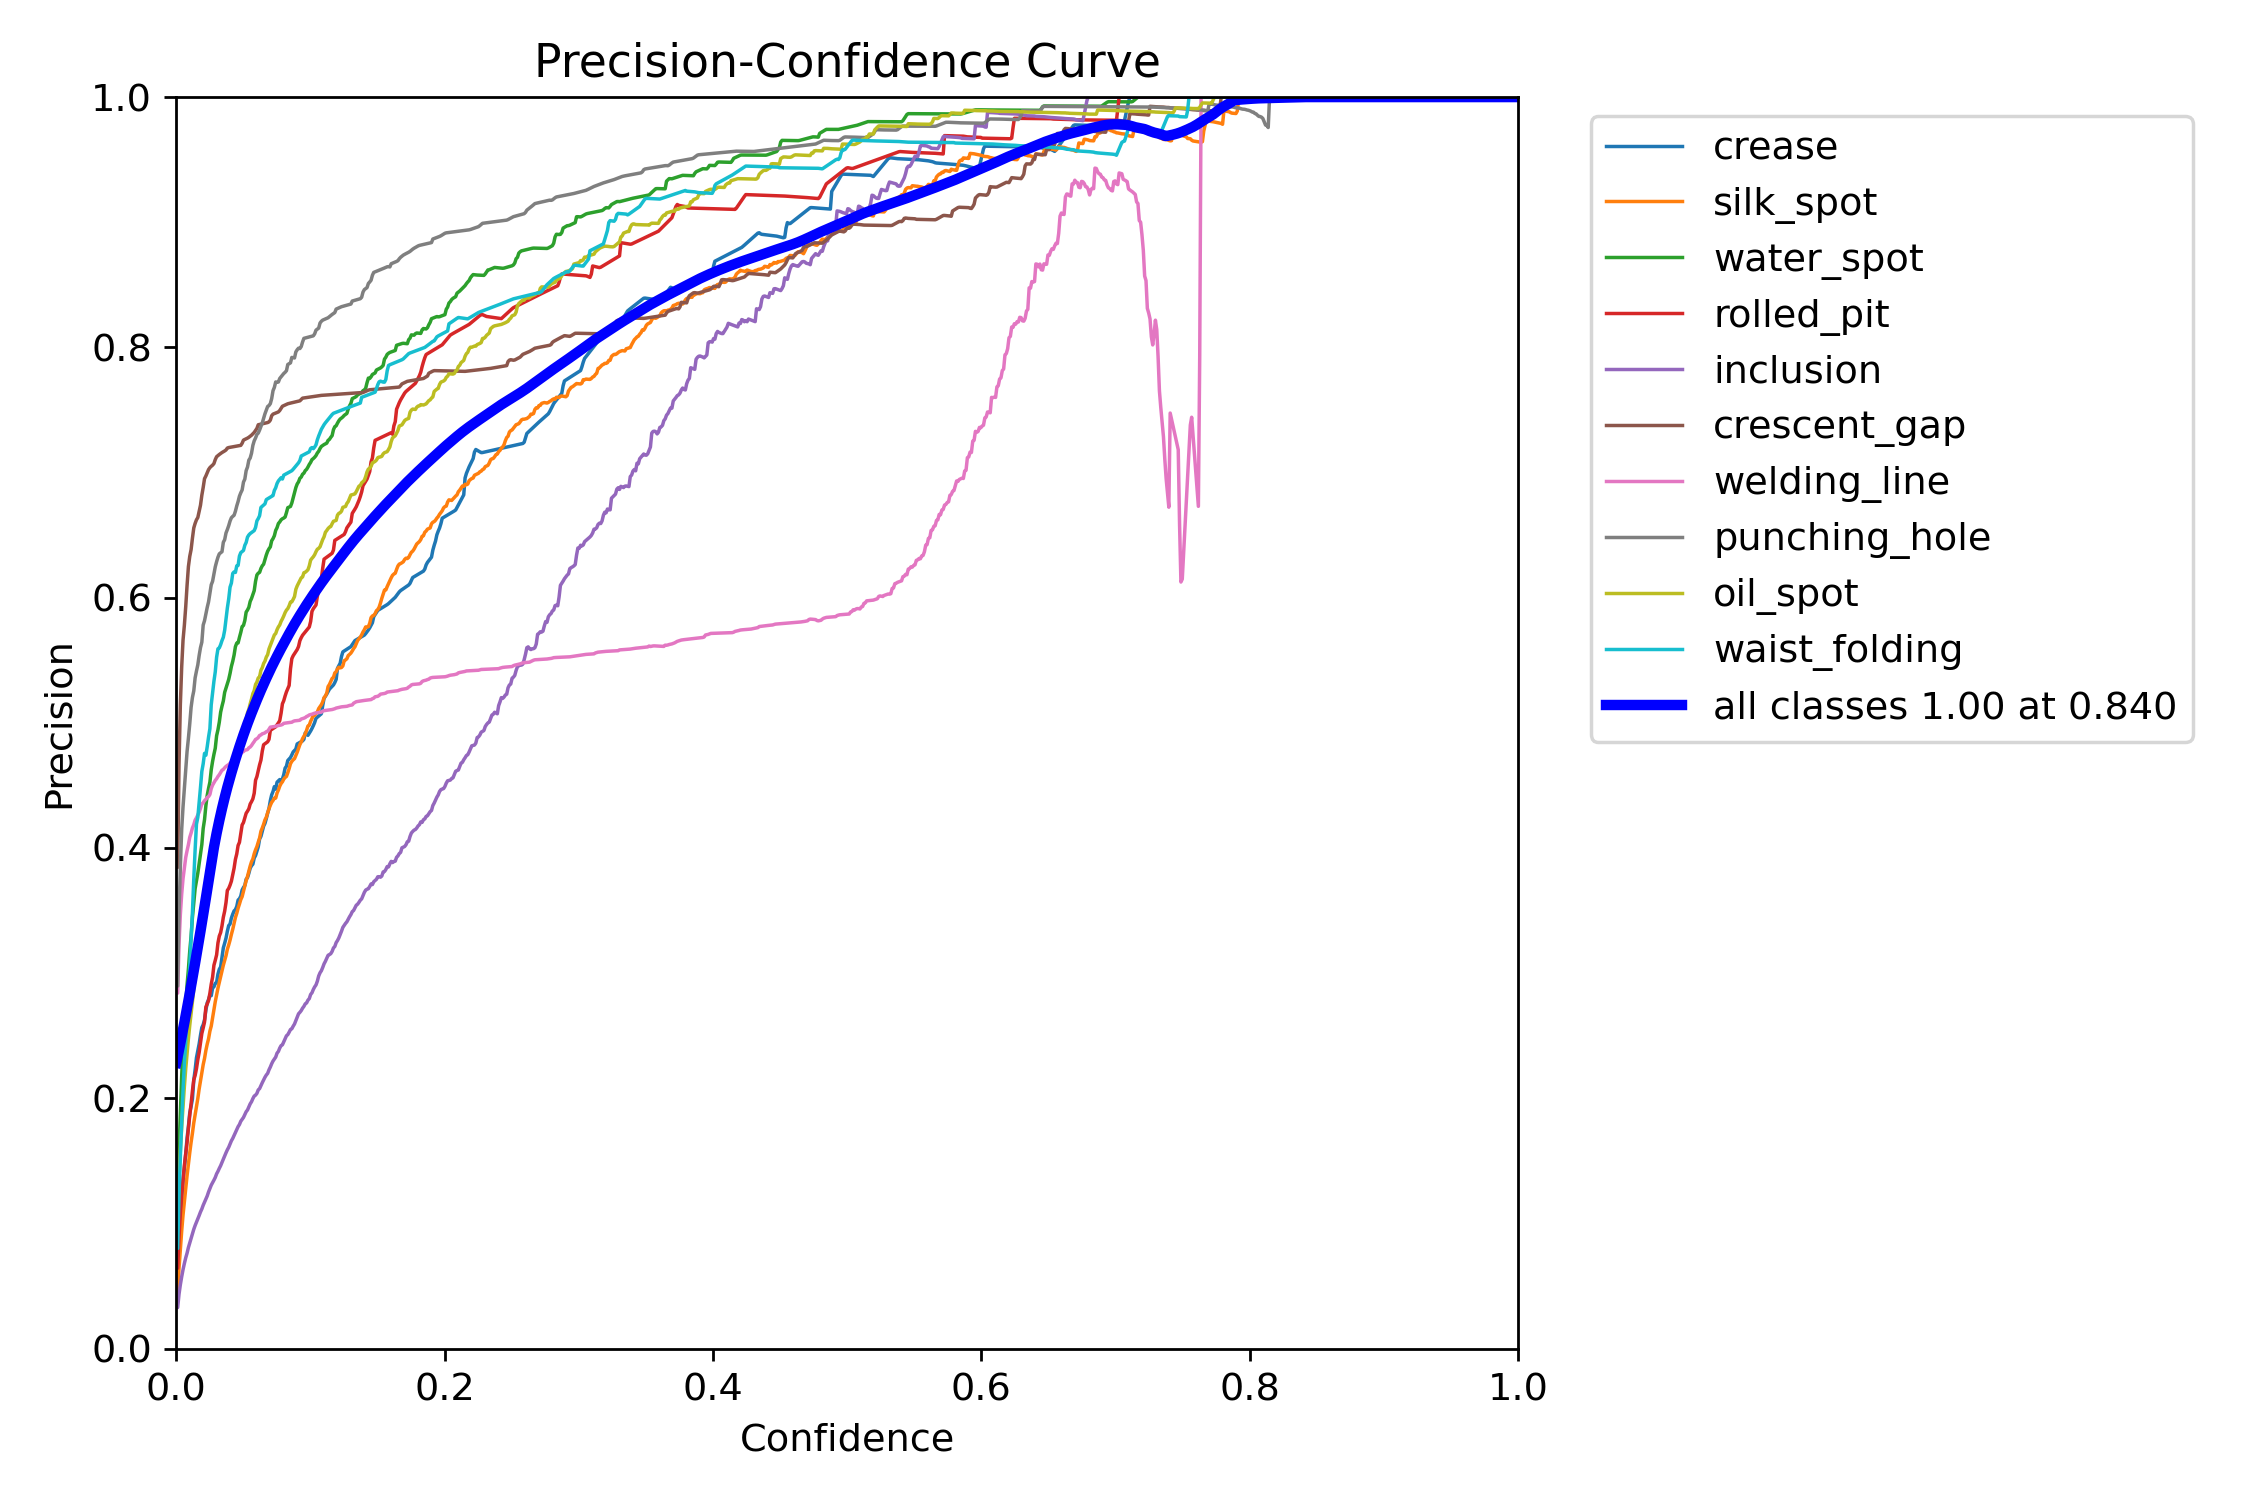 Precision-Confidence Curve
1.0
0.8
0.6
0.4
0.2
0.0
Precision
0.0 0.2 0.4 0.6 0.8 1.0
Confidence
crease
silk_spot
water_spot
rolled_pit
inclusion
crescent_gap
welding_line
punching_hole
oil_spot
waist_folding
all classes 1.00 at 0.840